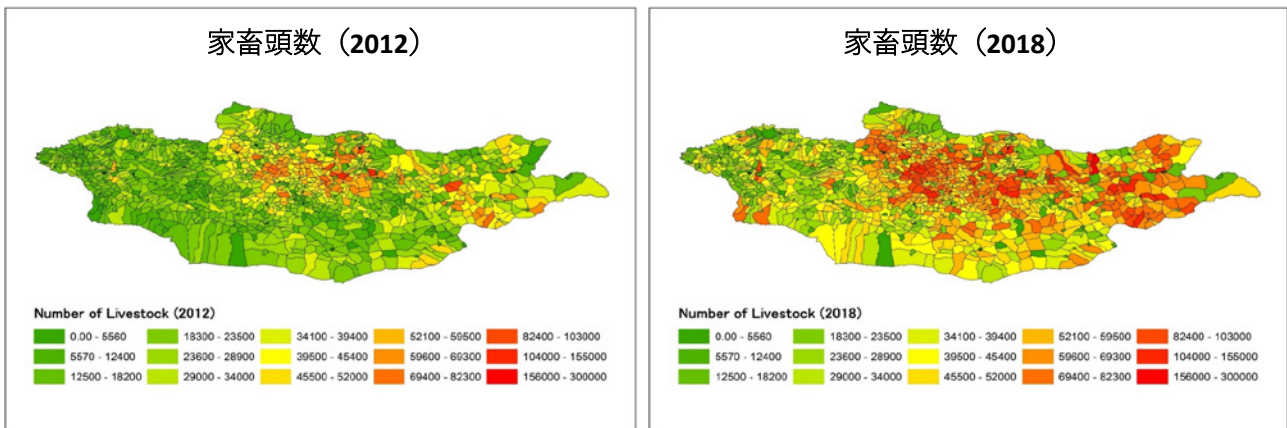 家畜頭数（2012）
Number of Livestock (2012)
0.00 - 5560
18300 - 23500
34100 - 39400
52100 - 59500
82400 - 103000
5570 - 12400
23600 - 28900
39500 - 45400
59600 - 69300
104000 - 155000
12500 - 18200
29000 - 34000
45500 - 52000
69400 - 82300
156000 - 300000
家畜頭数（2018）
Number of Livestock (2018)
0.00 - 5560
18300 - 23500
34100 - 39400
52100 - 59500
82400 - 103000
5570 - 12400
23600 - 28900
39500 - 45400
59600 - 69300
104000 - 155000
12500 - 18200
29000 - 34000
45500 - 52000
69400 - 82300
156000 - 300000